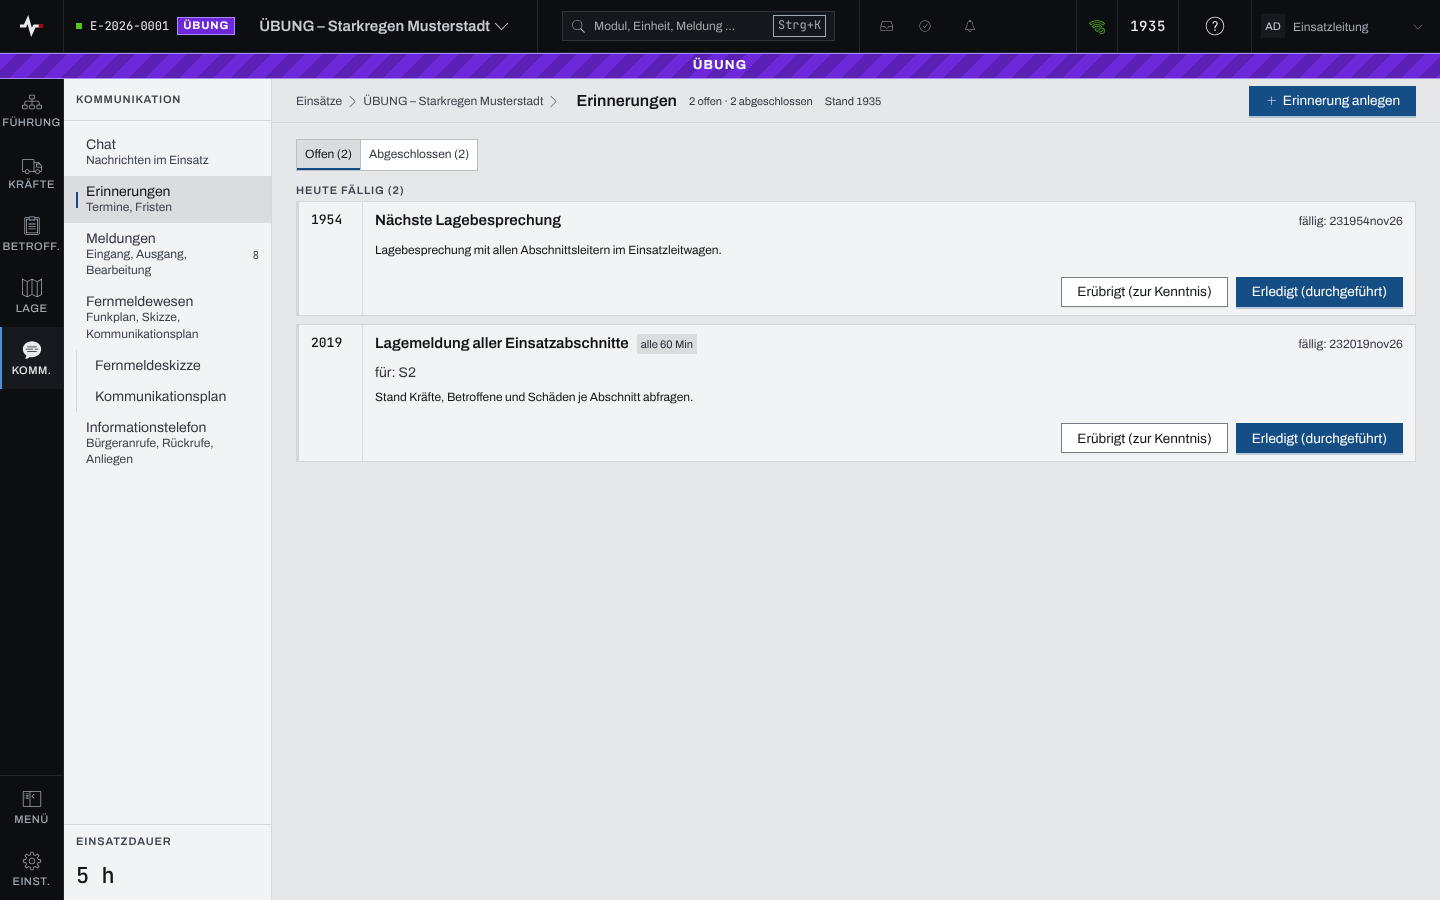 E-2026-0001 ÜBUNG ÜBUNG – Starkregen Musterstadt Modul, Einheit, Meldung ... Strg+K 1935 ? AD Einsatzleitung
ÜBUNG
FÜHRUNG
KRÄFTE
BETROFF.
LAGE
KOMM.
MENÜ
EINST.
KOMMUNIKATION
Chat
Nachrichten im Einsatz
Erinnerungen
Termine, Fristen
Meldungen
Eingang, Ausgang,
Bearbeitung
8
Fernmeldewesen
Funkplan, Skizze,
Kommunikationsplan
Fernmeldeskizze
Kommunikationsplan
Informationstelefon
Bürgeranrufe, Rückrufe,
Anliegen
EINSATZDAUER
5 h
Einsätze ÜBUNG – Starkregen Musterstadt Erinnerungen 2 offen · 2 abgeschlossen Stand 1935
+ Erinnerung anlegen
Offen (2) Abgeschlossen (2)
HEUTE FÄLLIG (2)
1954 Nächste Lagebesprechung fällig: 231954nov26
Lagebesprechung mit allen Abschnittsleitern im Einsatzleitwagen.
Erübrigt (zur Kenntnis) Erledigt (durchgeführt)
2019 Lagemeldung aller Einsatzabschnitte alle 60 Min fällig: 232019nov26
für: S2
Stand Kräfte, Betroffene und Schäden je Abschnitt abfragen.
Erübrigt (zur Kenntnis) Erledigt (durchgeführt)